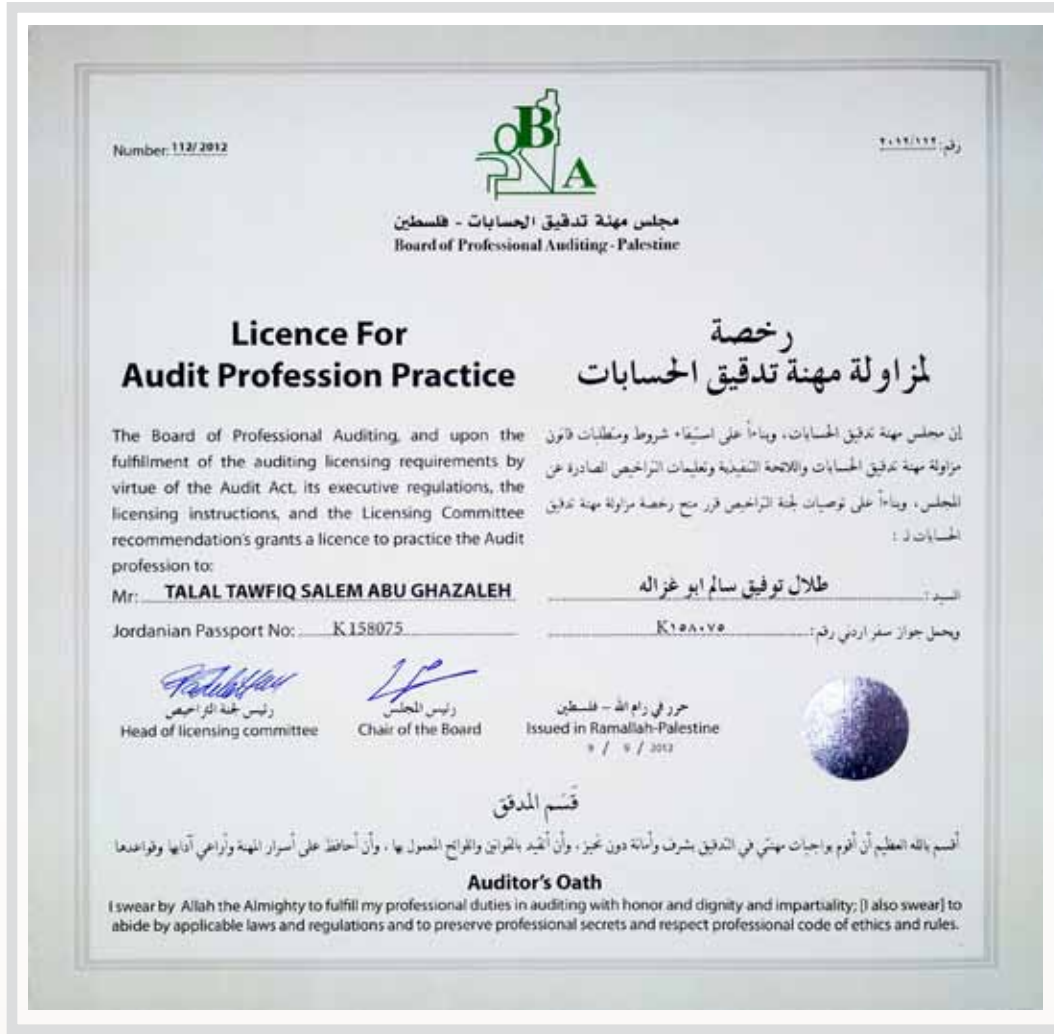 Number: 112/2012
رقم: ٢٠١٢/١١٢
B
P
A
مجلس مهنة تدقيق الحسابات - فلسطين
Board of Professional Auditing - Palestine
Licence For
Audit Profession Practice
رخصة
لمزاولة مهنة تدقيق الحسابات
The Board of Professional Auditing, and upon the
fulfillment of the auditing licensing requirements by
virtue of the Audit Act, its executive regulations, the
licensing instructions, and the Licensing Committee
recommendation's grants a licence to practice the Audit
profession to:
Mr: TALAL TAWFIQ SALEM ABU GHAZALEH
Jordanian Passport No: K158075
إن مجلس مهنة تدقيق الحسابات، وبناءاً على استيفاء شروط ومتطلبات قانون
مزاولة مهنة تدقيق الحسابات واللائحة التنفيذية وتعليمات التراخيص الصادرة عن
المجلس، وبناءاً على توصيات لجنة التراخيص قرر منح رخصة مزاولة مهنة تدقيق
الحسابات لـ :
السيد: طلال توفيق سالم ابو غزاله
ويحمل جواز سفر اردني رقم: K١٥٨٠٧٥
رئيس لجنة التراخيص
Head of licensing committee
رئيس المجلس
Chair of the Board
حرر في رام الله – فلسطين
Issued in Ramallah-Palestine
9 / 9 / 2012
قَسَم المدقق
أقسم بالله العظيم أن أقوم بواجبات مهنتي في التدقيق بشرف وأمانة دون تحيز، وأن أتقيد بالقوانين واللوائح المعمول بها، وأن أحافظ على أسرار المهنة وأراعي آدابها وقواعدها
Auditor's Oath
I swear by Allah the Almighty to fulfill my professional duties in auditing with honor and dignity and impartiality; [I also swear] to
abide by applicable laws and regulations and to preserve professional secrets and respect professional code of ethics and rules.